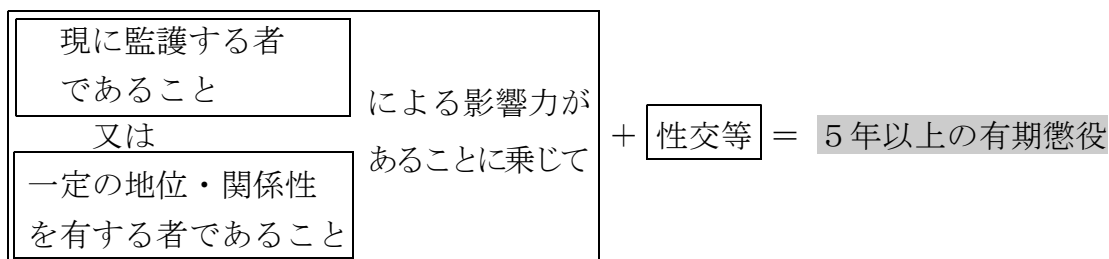 現に監護する者
であること
又は
一定の地位・関係性
を有する者であること
による影響力が
あることに乗じて
+ 性交等 = 5年以上の有期懲役